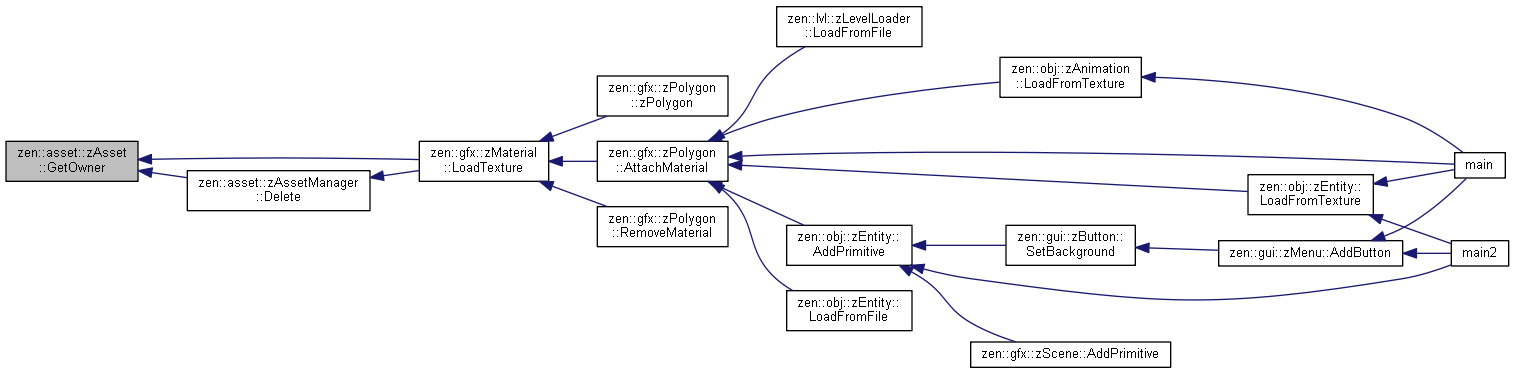 zen::asset::zAsset
::GetOwner
zen::asset::zAssetManager
::Delete
zen::gfx::zMaterial
::LoadTexture
zen::gfx::zPolygon
::zPolygon
zen::gfx::zPolygon
::AttachMaterial
zen::gfx::zPolygon
::RemoveMaterial
zen::lvl::zLevelLoader
::LoadFromFile
zen::obj::zEntity::
AddPrimitive
zen::obj::zEntity::
LoadFromFile
zen::obj::zAnimation
::LoadFromTexture
zen::gui::zButton::
SetBackground
zen::gfx::zScene::AddPrimitive
zen::obj::zEntity::
LoadFromTexture
zen::gui::zMenu::AddButton
main
main2